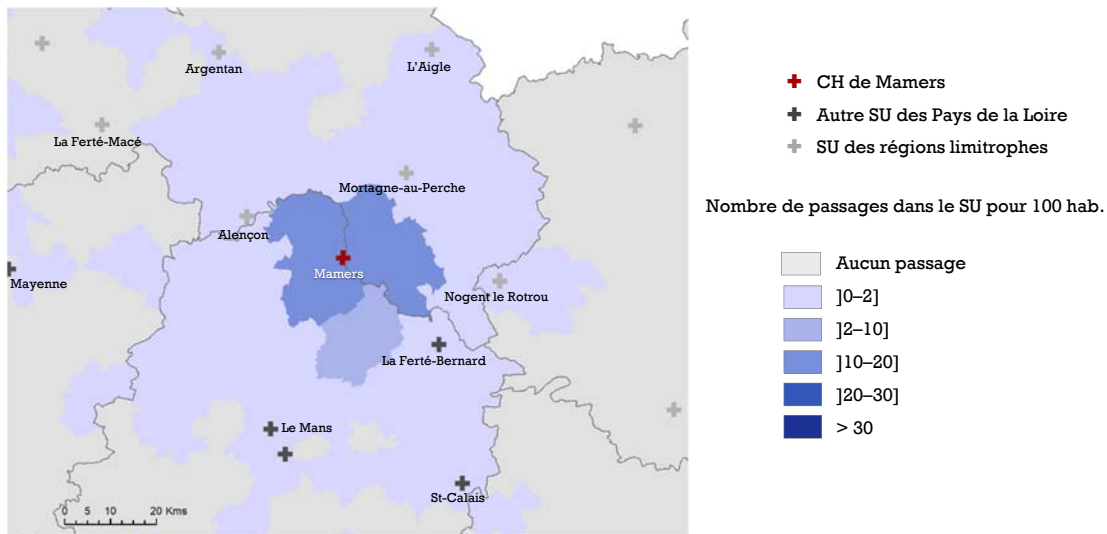 Argentan
L'Aigle
La Ferté-Macé
Mortagne-au-Perche
Alençon
Mamers
Mayenne
Nogent le Rotrou
La Ferté-Bernard
Le Mans
St-Calais
0 5 10 20 Kms
CH de Mamers
Autre SU des Pays de la Loire
SU des régions limitrophes
Nombre de passages dans le SU pour 100 hab.
Aucun passage
]0–2]
]2–10]
]10–20]
]20–30]
> 30